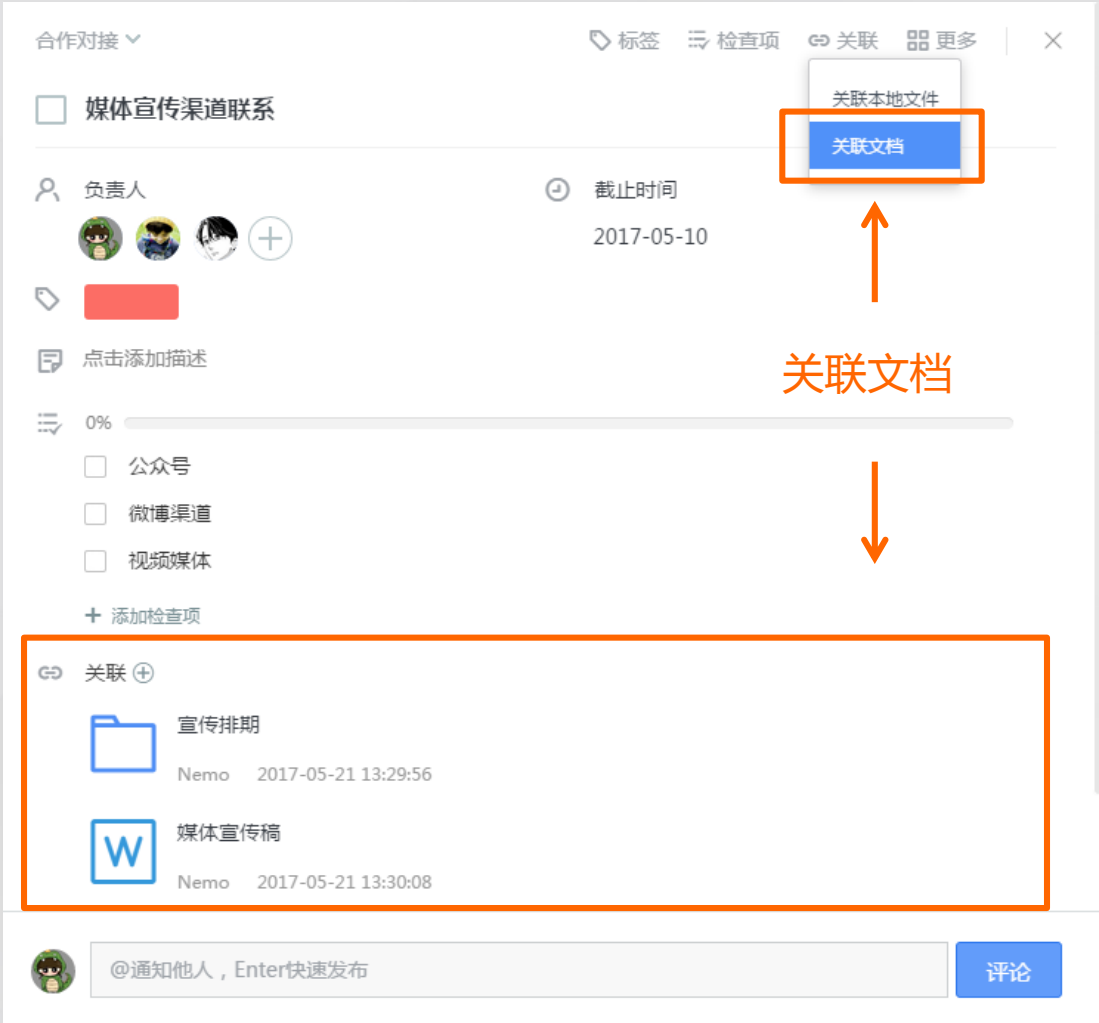 合作对接 标签 检查项 关联 更多
关联本地文件
媒体宣传渠道联系
关联文档
负责人 截止时间
2017-05-10
点击添加描述
关联文档
0%
公众号
微博渠道
视频媒体
+ 添加检查项
关联
宣传排期
Nemo 2017-05-21 13:29:56
W 媒体宣传稿
Nemo 2017-05-21 13:30:08
@通知他人，Enter快速发布 评论